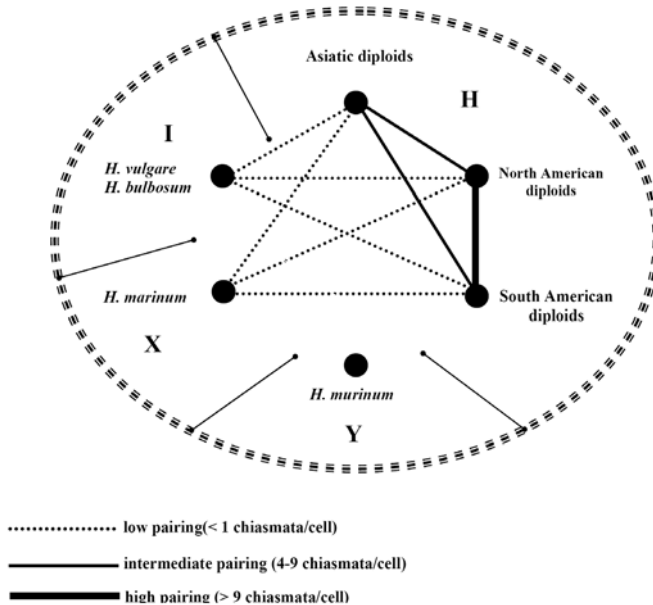 Asiatic diploids
H
I
H. vulgare
H. bulbosum
North American
diploids
H. marinum
South American
diploids
X
H. murinum
Y
low pairing(< 1 chiasmata/cell)
intermediate pairing (4-9 chiasmata/cell)
high pairing (> 9 chiasmata/cell)